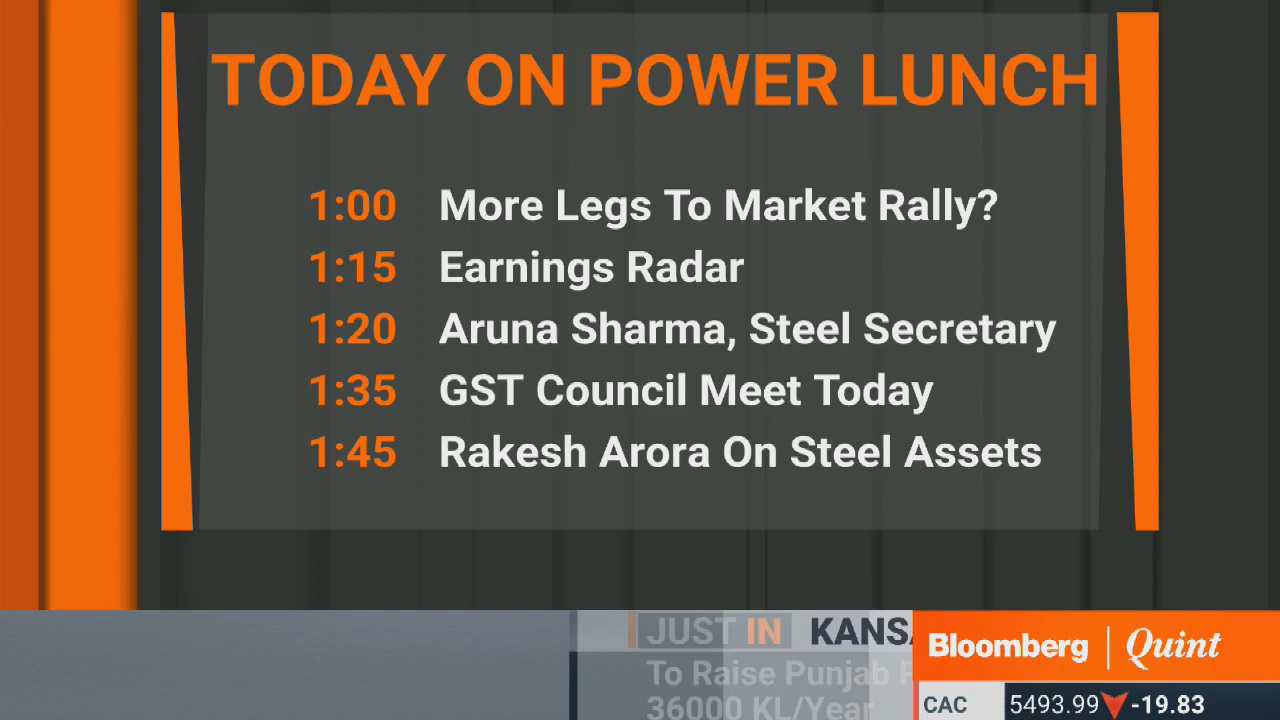 TODAY ON POWER LUNCH
1:00 More Legs To Market Rally?
1:15 Earnings Radar
1:20 Aruna Sharma, Steel Secretary
1:35 GST Council Meet Today
1:45 Rakesh Arora On Steel Assets
JUST IN
To Raise Punjab
36000 KL/Year
Bloomberg | Quint
CAC 5493.99 -19.83